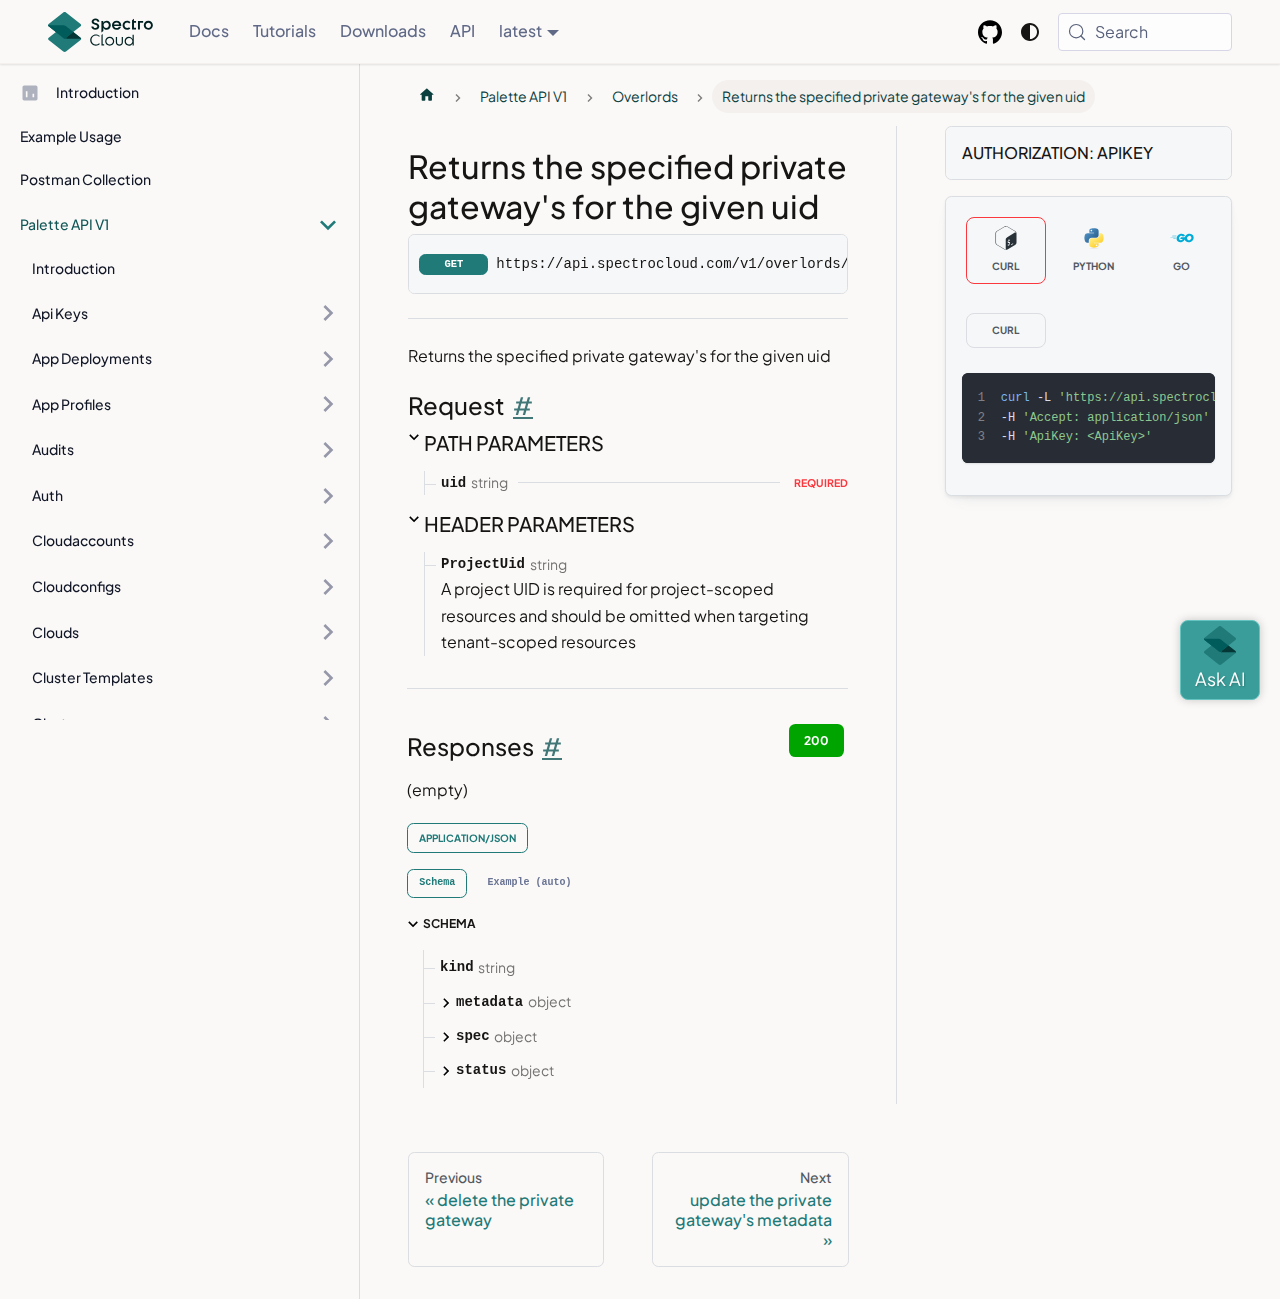 Spectro Cloud
Docs
Tutorials
Downloads
API
latest
Search
Introduction
Example Usage
Postman Collection
Palette API V1
Introduction
Api Keys
App Deployments
App Profiles
Audits
Auth
Cloudaccounts
Cloudconfigs
Clouds
Cluster Templates
Palette API V1
Overlords
Returns the specified private gateway's for the given uid
Returns the specified private
gateway's for the given uid
GET https://api.spectrocloud.com/v1/overlords/
Returns the specified private gateway's for the given uid
Request #
PATH PARAMETERS
uid string REQUIRED
HEADER PARAMETERS
ProjectUid string
A project UID is required for project-scoped
resources and should be omitted when targeting
tenant-scoped resources
Responses #
200
(empty)
APPLICATION/JSON
Schema
Example (auto)
SCHEMA
kind string
metadata object
spec object
status object
Previous
« delete the private
gateway
Next
update the private
gateway's metadata
»
AUTHORIZATION: APIKEY
CURL
PYTHON
GO
CURL
1 curl -L 'https://api.spectrocl
2 -H 'Accept: application/json'
3 -H 'ApiKey: <ApiKey>'
Ask AI